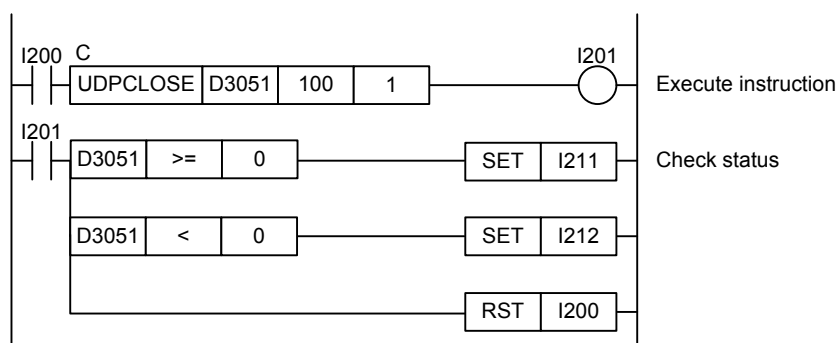 I200 C I201
UDPCLOSE D3051 100 1 Execute instruction
I201
D3051 >= 0 SET I211 Check status
D3051 < 0 SET I212
RST I200